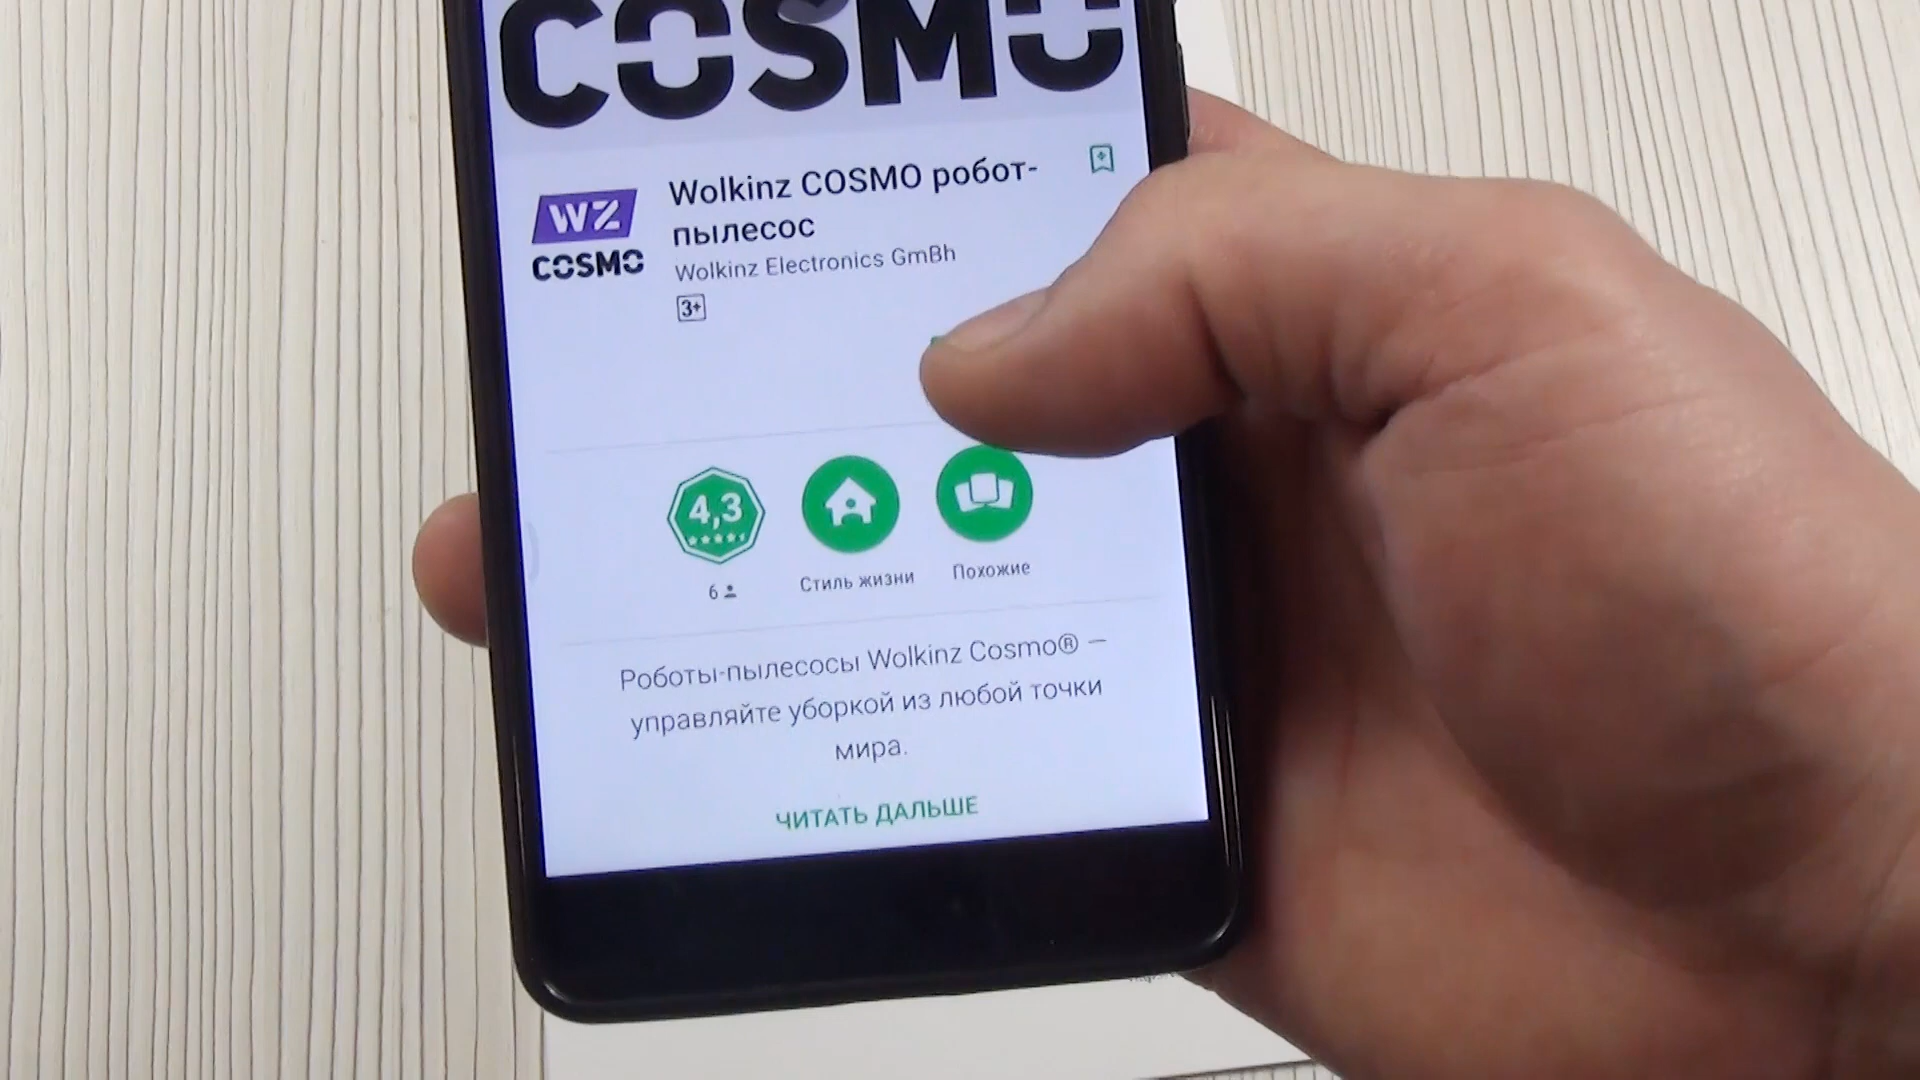 COSMO
WZ
COSMO
Wolkinz COSMO робот-
пылесос
Wolkinz Electronics GmBh
3+
4,3
6
Стиль жизни
Похожие
Роботы-пылесосы Wolkinz Cosmo® —
управляйте уборкой из любой точки
мира.
ЧИТАТЬ ДАЛЬШЕ